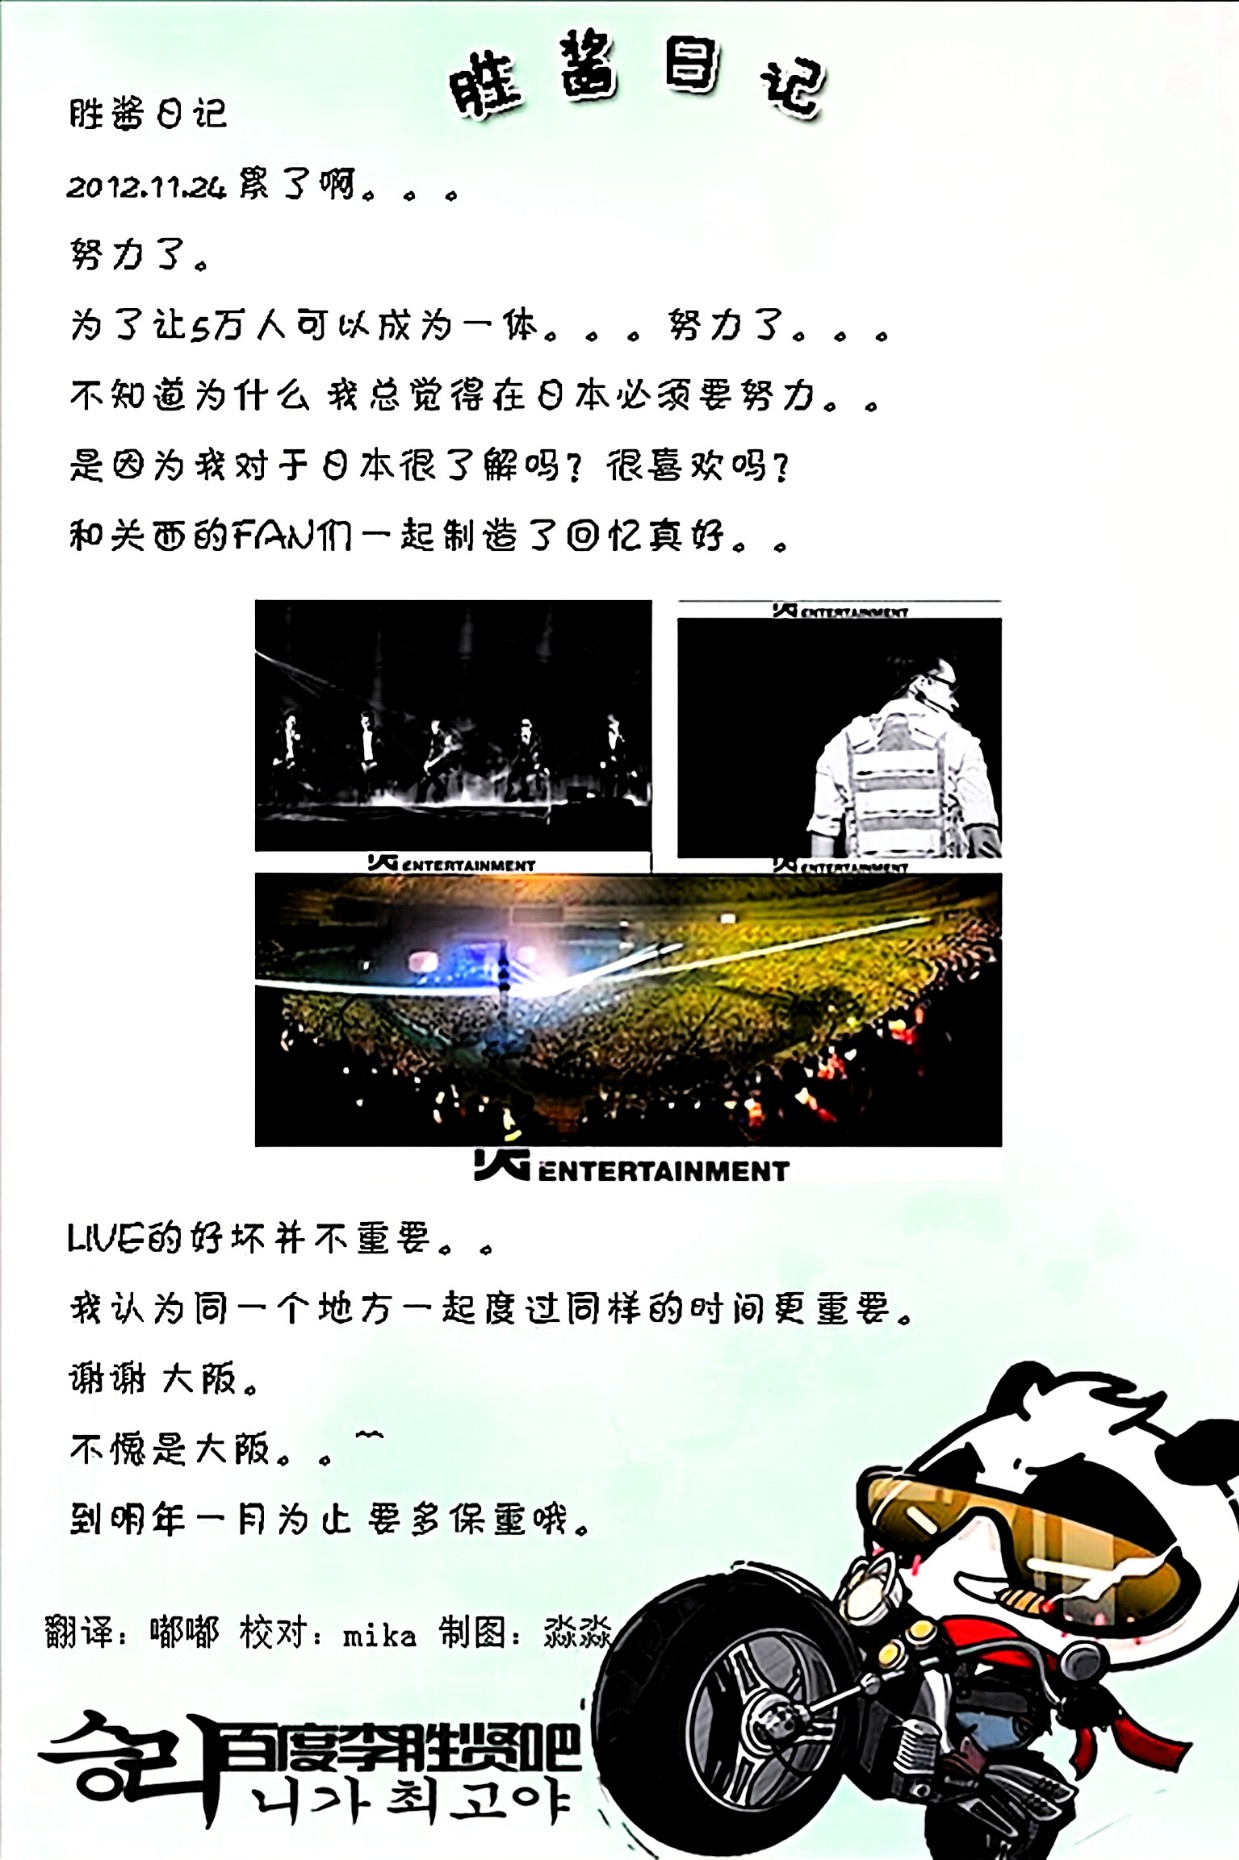 胜酱日记
胜酱日记
2012.11.24 累了啊。。。
努力了。
为了让5万人可以成为一体。。。努力了。。。
不知道为什么 我总觉得在日本必须要努力。。
是因为我对于日本很了解吗？很喜欢吗？
和关西的FAN们一起制造了回忆真好。。
YG ENTERTAINMENT
YG ENTERTAINMENT
YG ENTERTAINMENT
YG ENTERTAINMENT
LIVE的好坏并不重要。。
我认为同一个地方一起度过同样的时间更重要。
谢谢 大阪。
不愧是大阪。。~~
到明年一月为止 要多保重哦。
翻译：嘟嘟 校对：mika 制图：淼淼
승리百度李胜贤吧
니가 최고야